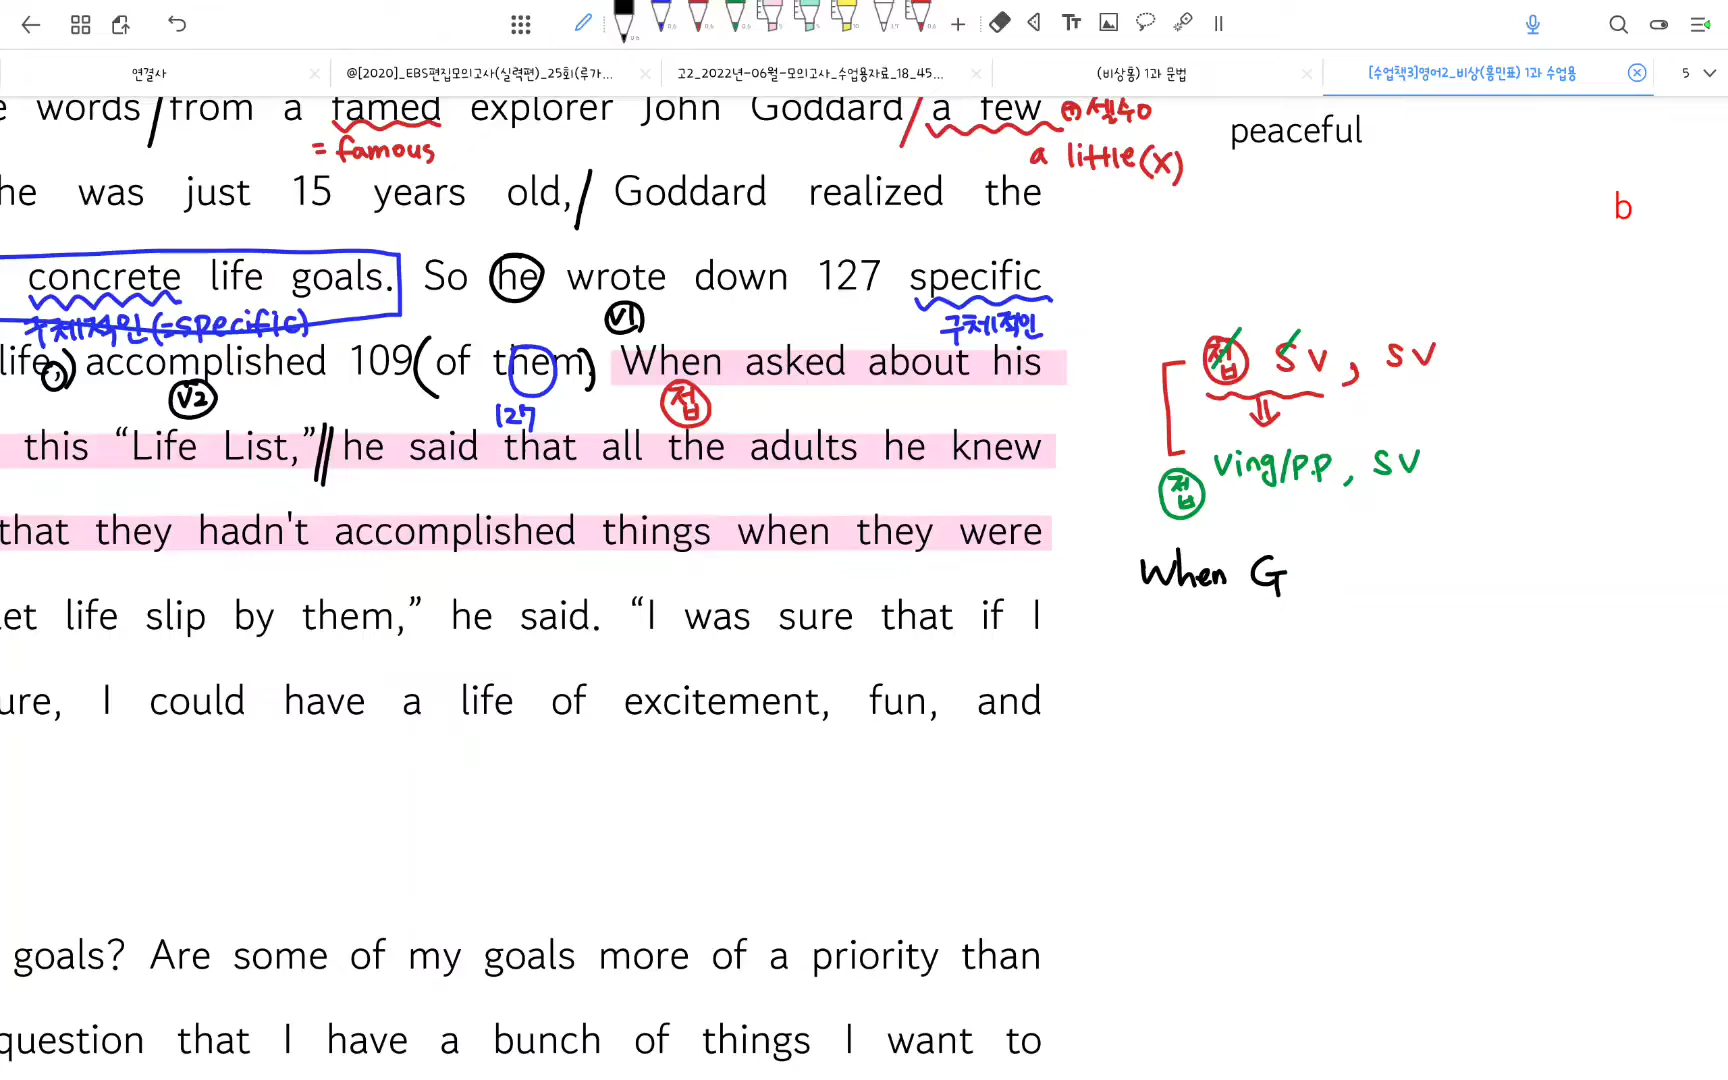 연결사
@[2020]_EBS편집모의고사(실력편)_25회(루가...
고2_2022년-06월-모의고사_수업용자료_18_45...
(비상홍) 1과 문법
[수업책3]영어2_비상(홍민표) 1과 수업용
5
e words/from a famed explorer John Goddard/a few ⊕셀수o
= famous
a little(x)
peaceful
he was just 15 years old,/ Goddard realized the
b
concrete life goals. So he wrote down 127 specific
구체적인(=specific)
V1
구체적인
life, accomplished 109(of them) When asked about his
V2
127
접
this “Life List,”// he said that all the adults he knew
that they hadn't accomplished things when they were
et life slip by them,” he said. “I was sure that if I
ure, I could have a life of excitement, fun, and
goals? Are some of my goals more of a priority than
question that I have a bunch of things I want to
접 S V, S V
⇓
접 Ving/P.P, S V
When G